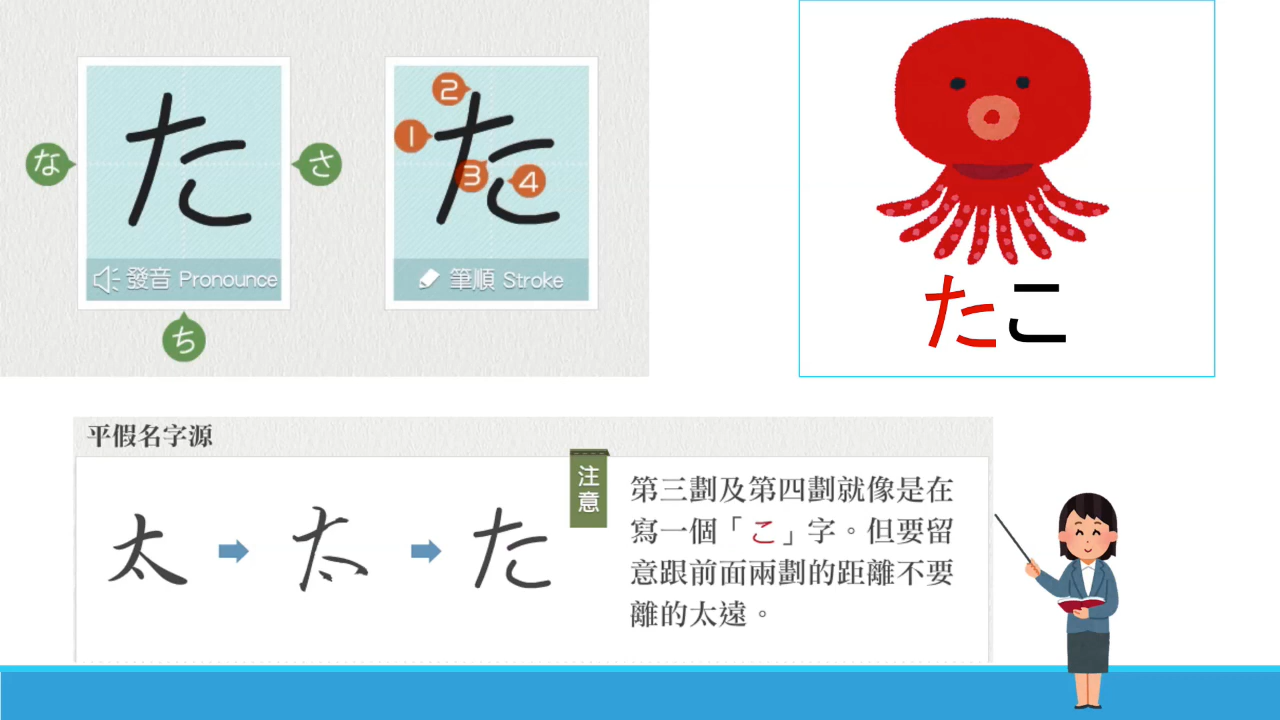 た
な
さ
發音 Pronounce
ち
た
1
2
3
4
筆順 Stroke
たこ
平假名字源
太
た
注意
第三劃及第四劃就像是在
寫一個「こ」字。但要留
意跟前面兩劃的距離不要
離的太遠。